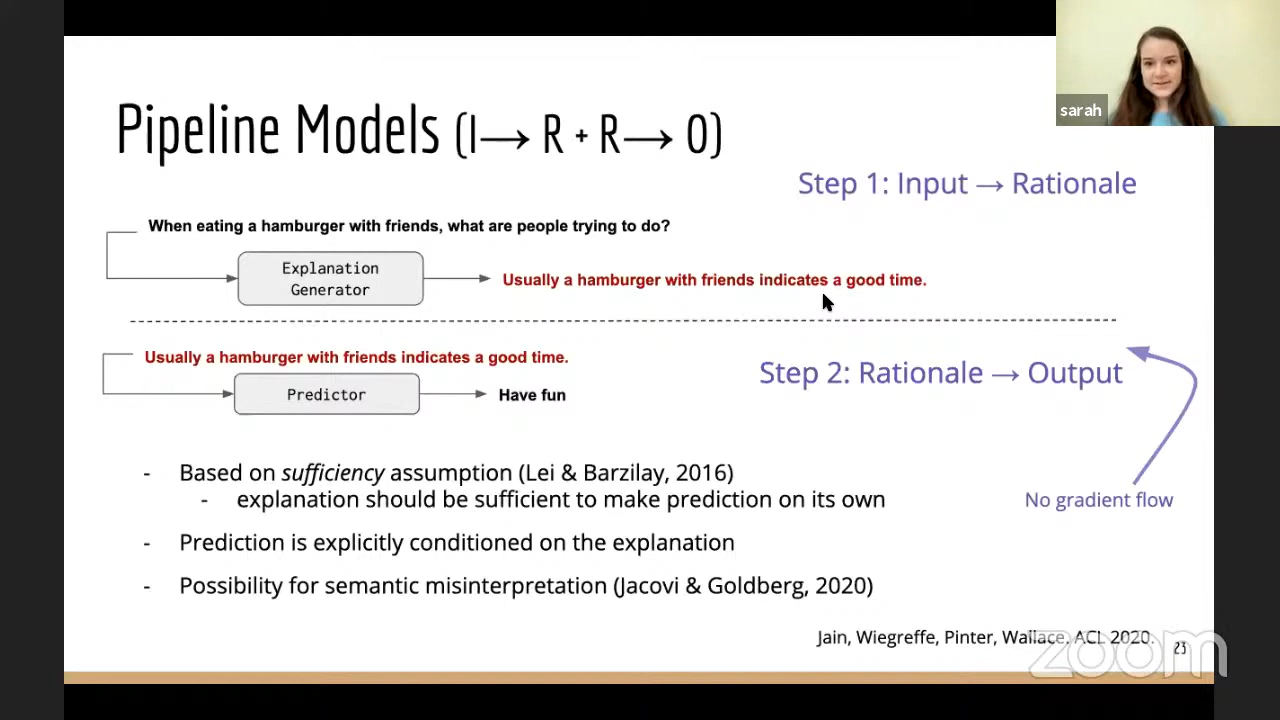 sarah
Pipeline Models (I→ R + R→ O)
Step 1: Input → Rationale
When eating a hamburger with friends, what are people trying to do?
Explanation
Generator
Usually a hamburger with friends indicates a good time.
Usually a hamburger with friends indicates a good time.
Step 2: Rationale → Output
Predictor
Have fun
- Based on sufficiency assumption (Lei & Barzilay, 2016)
- explanation should be sufficient to make prediction on its own
No gradient flow
- Prediction is explicitly conditioned on the explanation
- Possibility for semantic misinterpretation (Jacovi & Goldberg, 2020)
Jain, Wiegreffe, Pinter, Wallace. ACL 2020.
23
zoom